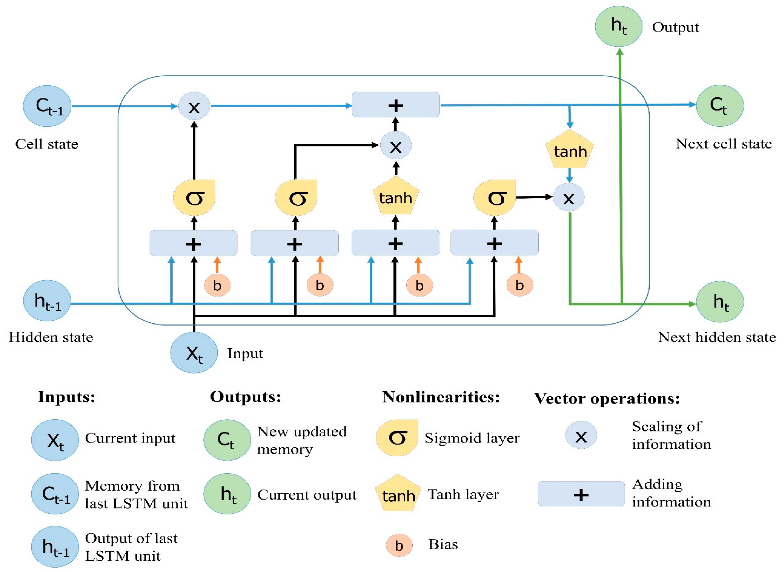 ht Output
Ct-1 x + Ct
Cell state Next cell state
tanh
x
σ σ tanh σ x
+ + + +
b b b b
ht-1 ht
Hidden state Next hidden state
Xt Input
Inputs: Outputs: Nonlinearities: Vector operations:
Xt Current input
Ct-1 Memory from
last LSTM unit
ht-1 Output of last
LSTM unit
Ct New updated
memory
ht Current output
σ Sigmoid layer
tanh Tanh layer
b Bias
x Scaling of
information
+ Adding
information